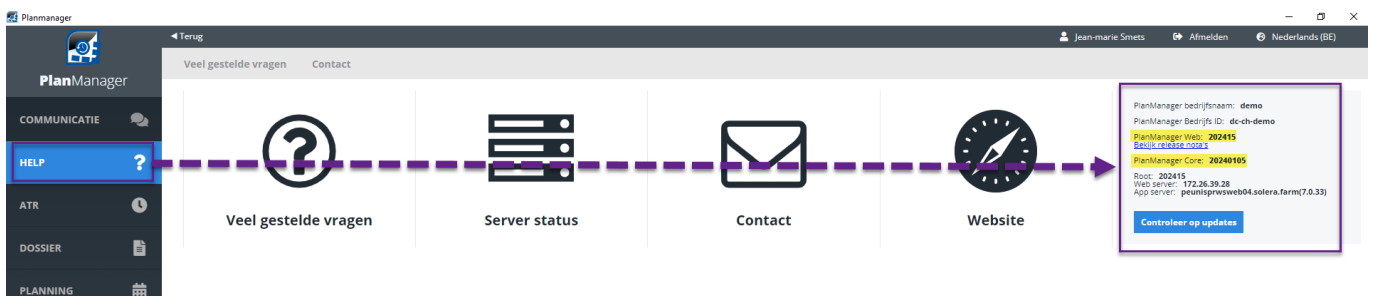 Planmanager
PlanManager
COMMUNICATIE
HELP
ATR
DOSSIER
PLANNING
Terug
Jean-marie Smets
Afmelden
Nederlands (BE)
Veel gestelde vragen
Contact
Veel gestelde vragen
Server status
Contact
Website
PlanManager bedrijfsnaam: demo
PlanManager Bedrijfs ID: dc-ch-demo
PlanManager Web: 202415
Bekijk release nota's
PlanManager Core: 20240105
Root: 202415
Web server: 172.26.39.28
App server: peunisprwsweb04.solera.farm(7.0.33)
Controleer op updates